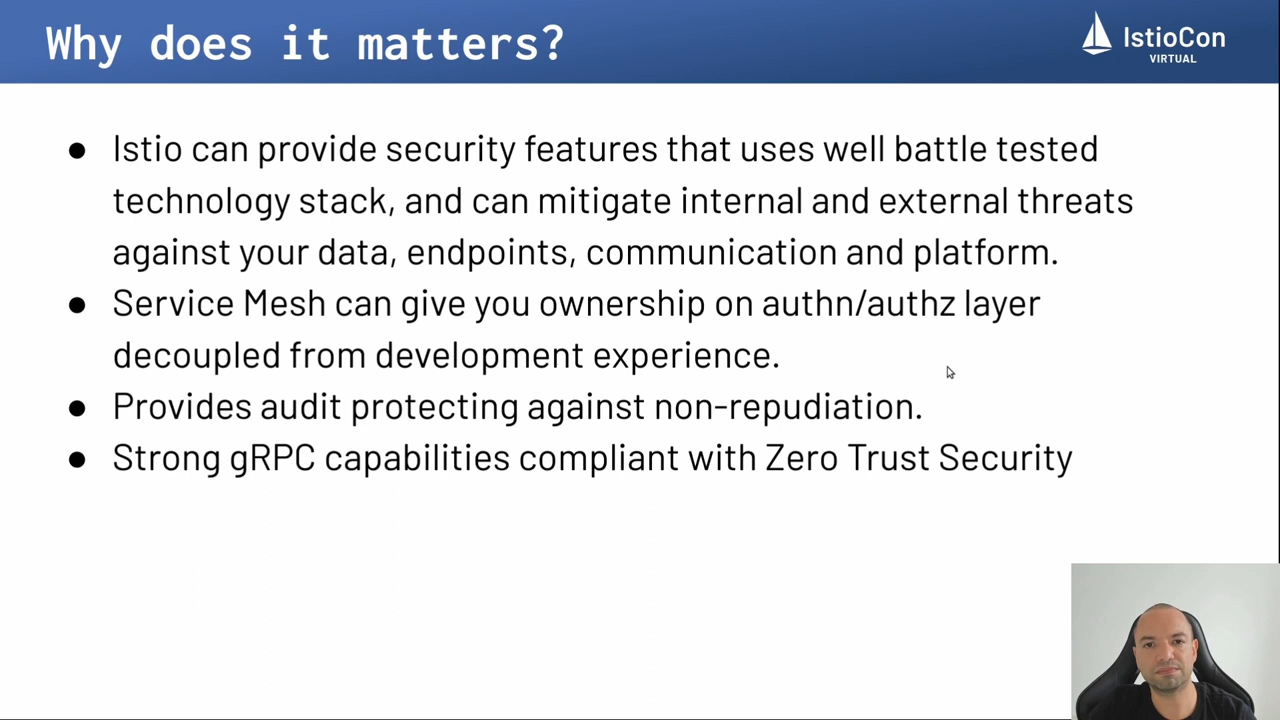 Why does it matters?
IstioCon
VIRTUAL
● Istio can provide security features that uses well battle tested
technology stack, and can mitigate internal and external threats
against your data, endpoints, communication and platform.
● Service Mesh can give you ownership on authn/authz layer
decoupled from development experience.
● Provides audit protecting against non-repudiation.
● Strong gRPC capabilities compliant with Zero Trust Security